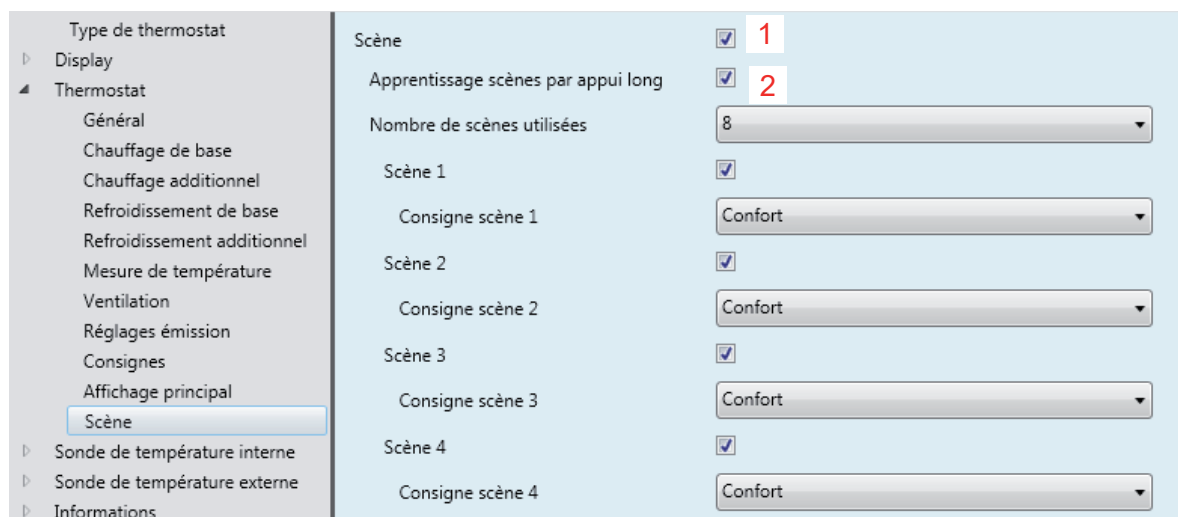 Type de thermostat
Display
Thermostat
Général
Chauffage de base
Chauffage additionnel
Refroidissement de base
Refroidissement additionnel
Mesure de température
Ventilation
Réglages émission
Consignes
Affichage principal
Scène
Sonde de température interne
Sonde de température externe
Informations
Scène 1
Apprentissage scènes par appui long 2
Nombre de scènes utilisées 8
Scène 1
Consigne scène 1 Confort
Scène 2
Consigne scène 2 Confort
Scène 3
Consigne scène 3 Confort
Scène 4
Consigne scène 4 Confort